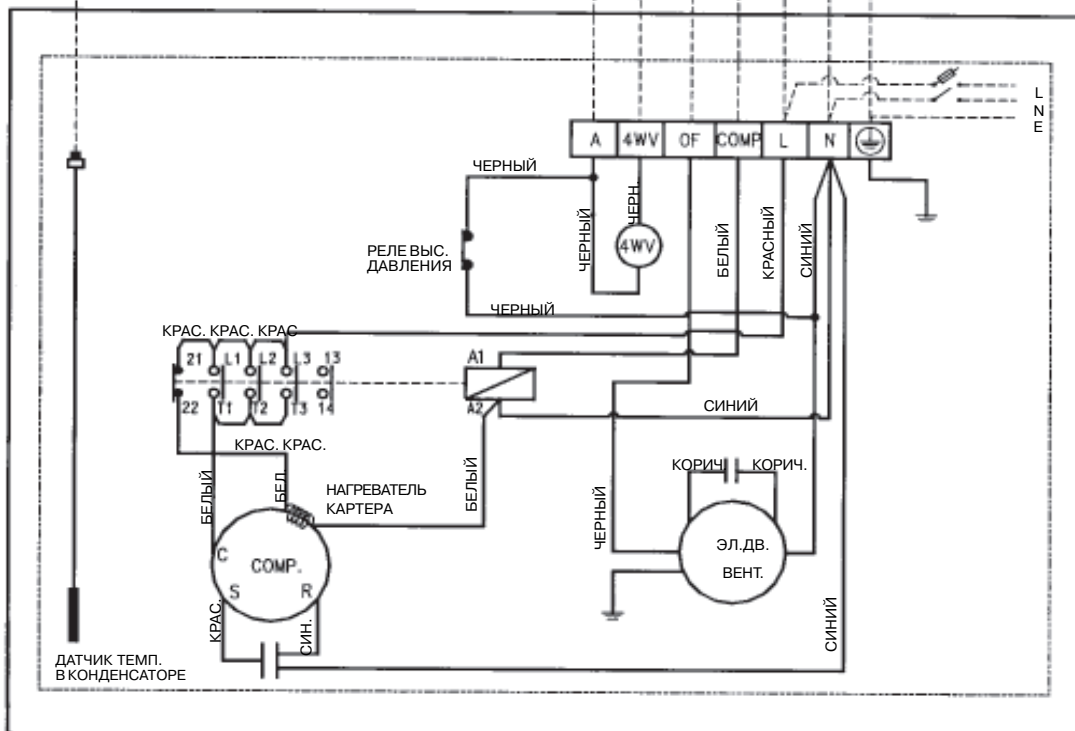 L
N
E
A 4WV OF COMP L N
ЧЕРНЫЙ
ЧЕРН.
ЧЕРНЫЙ
БЕЛЫЙ
КРАСНЫЙ
СИНИЙ
РЕЛЕ ВЫС.
ДАВЛЕНИЯ
4WV
ЧЕРНЫЙ
КРАС. КРАС. КРАС
21 L1 L2 L3 13
A1
22 T1 T2 T3 14
A2
СИНИЙ
КРАС. КРАС.
БЕЛЫЙ
БЕЛ.
НАГРЕВАТЕЛЬ
КАРТЕРА
БЕЛЫЙ
КОРИЧ. КОРИЧ.
ЧЕРНЫЙ
ЭЛ.ДВ.
ВЕНТ.
C
COMP.
S R
КРАС.
СИН.
СИНИЙ
ДАТЧИК ТЕМП.
В КОНДЕНСАТОРЕ